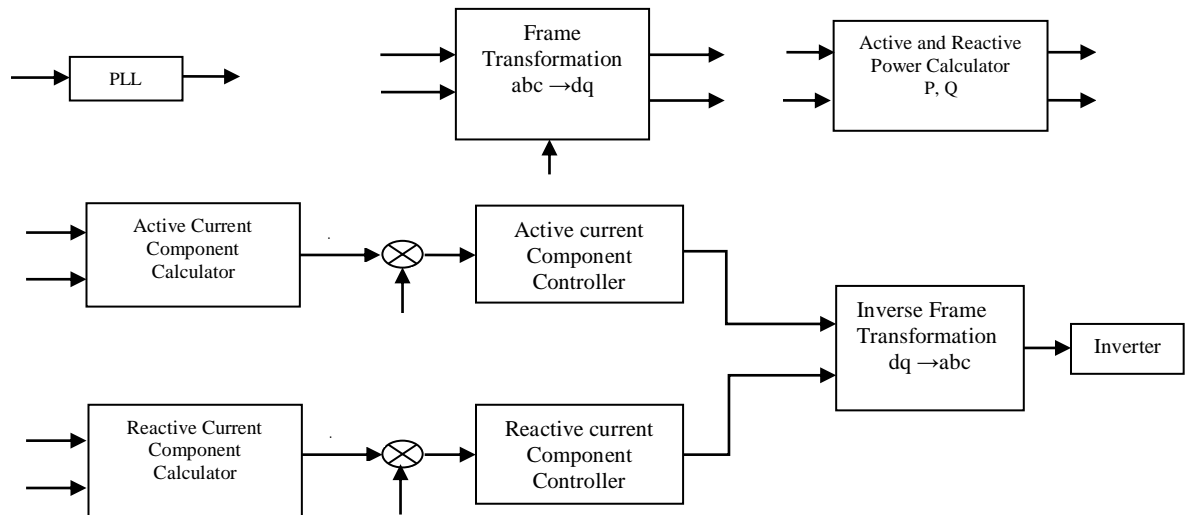 PLL
Frame
Transformation
abc →dq
Active and Reactive
Power Calculator
P, Q
Active Current
Component
Calculator
Active current
Component
Controller
Inverse Frame
Transformation
dq →abc
Inverter
Reactive Current
Component
Calculator
Reactive current
Component
Controller